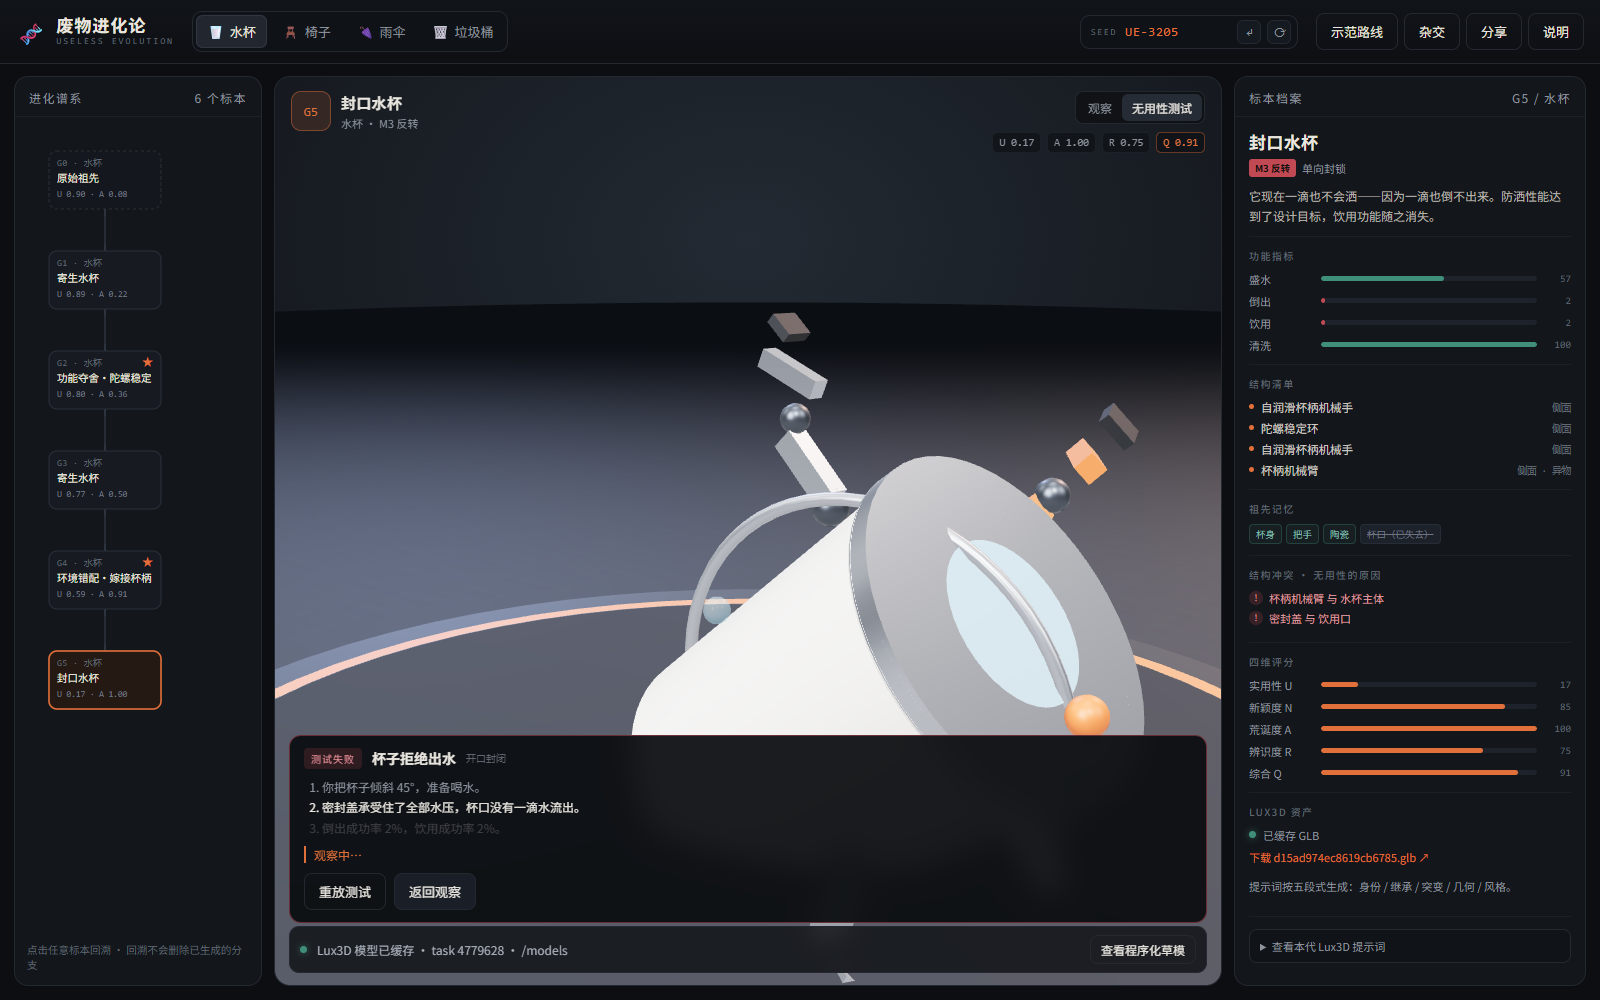 废物进化论
USELESS EVOLUTION
水杯
椅子
雨伞
垃圾桶
SEED UE-3205
示范路线
杂交
分享
说明
进化谱系
6 个标本
G0 · 水杯
原始祖先
U 0.90 · A 0.08
G1 · 水杯
寄生水杯
U 0.89 · A 0.22
G2 · 水杯
功能夺舍·陀螺稳定
U 0.80 · A 0.36
G3 · 水杯
寄生水杯
U 0.77 · A 0.50
G4 · 水杯
环境错配·嫁接杯柄
U 0.59 · A 0.91
G5 · 水杯
封口水杯
U 0.17 · A 1.00
点击任意标本回溯 · 回溯不会删除已生成的分
支
G5
封口水杯
水杯 · M3 反转
观察
无用性测试
U 0.17
A 1.00
R 0.75
Q 0.91
测试失败
杯子拒绝出水
开口封闭
1. 你把杯子倾斜 45°，准备喝水。
2. 密封盖承受住了全部水压，杯口没有一滴水流出。
3. 倒出成功率 2%，饮用成功率 2%。
观察中…
重放测试
返回观察
Lux3D 模型已缓存 · task 4779628 · /models
查看程序化草模
标本档案
G5 / 水杯
封口水杯
M3 反转
单向封锁
它现在一滴也不会洒——因为一滴也倒不出来。防洒性能达
到了设计目标，饮用功能随之消失。
功能指标
盛水 57
倒出 2
饮用 2
清洗 100
结构清单
自润滑杯柄机械手 侧面
陀螺稳定环 侧面
自润滑杯柄机械手 侧面
杯柄机械臂 侧面 · 异物
祖先记忆
杯身
把手
陶瓷
杯口（已失去）
结构冲突 · 无用性的原因
! 杯柄机械臂 与 水杯主体
! 密封盖 与 饮用口
四维评分
实用性 U 17
新颖度 N 85
荒诞度 A 100
辨识度 R 75
综合 Q 91
LUX3D 资产
已缓存 GLB
下载 d15ad974ec8619cb6785.glb ↗
提示词按五段式生成：身份 / 继承 / 突变 / 几何 / 风格。
▶ 查看本代 Lux3D 提示词